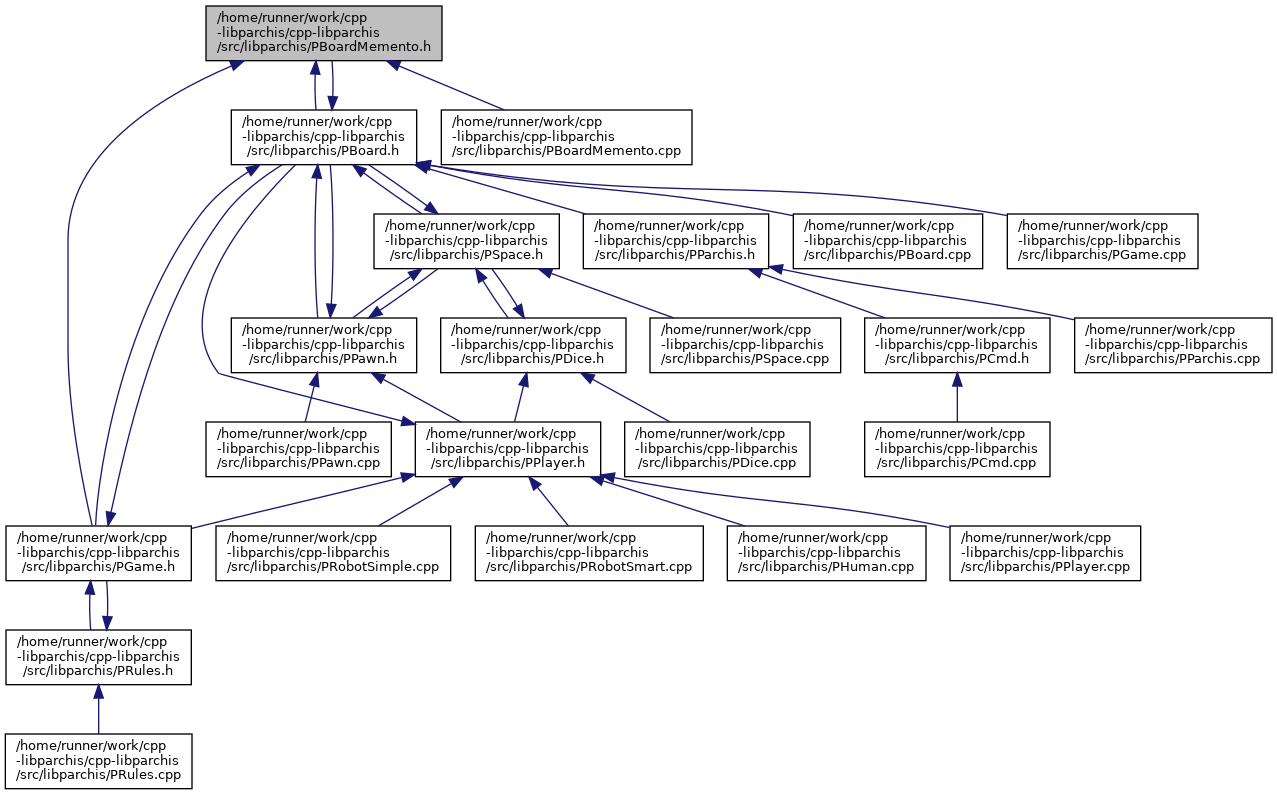 /home/runner/work/cpp
-libparchis/cpp-libparchis
/src/libparchis/PBoardMemento.h
/home/runner/work/cpp
-libparchis/cpp-libparchis
/src/libparchis/PBoard.h
/home/runner/work/cpp
-libparchis/cpp-libparchis
/src/libparchis/PBoardMemento.cpp
/home/runner/work/cpp
-libparchis/cpp-libparchis
/src/libparchis/PSpace.h
/home/runner/work/cpp
-libparchis/cpp-libparchis
/src/libparchis/PParchis.h
/home/runner/work/cpp
-libparchis/cpp-libparchis
/src/libparchis/PBoard.cpp
/home/runner/work/cpp
-libparchis/cpp-libparchis
/src/libparchis/PGame.cpp
/home/runner/work/cpp
-libparchis/cpp-libparchis
/src/libparchis/PPawn.h
/home/runner/work/cpp
-libparchis/cpp-libparchis
/src/libparchis/PDice.h
/home/runner/work/cpp
-libparchis/cpp-libparchis
/src/libparchis/PSpace.cpp
/home/runner/work/cpp
-libparchis/cpp-libparchis
/src/libparchis/PCmd.h
/home/runner/work/cpp
-libparchis/cpp-libparchis
/src/libparchis/PParchis.cpp
/home/runner/work/cpp
-libparchis/cpp-libparchis
/src/libparchis/PPawn.cpp
/home/runner/work/cpp
-libparchis/cpp-libparchis
/src/libparchis/PPlayer.h
/home/runner/work/cpp
-libparchis/cpp-libparchis
/src/libparchis/PDice.cpp
/home/runner/work/cpp
-libparchis/cpp-libparchis
/src/libparchis/PCmd.cpp
/home/runner/work/cpp
-libparchis/cpp-libparchis
/src/libparchis/PGame.h
/home/runner/work/cpp
-libparchis/cpp-libparchis
/src/libparchis/PRobotSimple.cpp
/home/runner/work/cpp
-libparchis/cpp-libparchis
/src/libparchis/PRobotSmart.cpp
/home/runner/work/cpp
-libparchis/cpp-libparchis
/src/libparchis/PHuman.cpp
/home/runner/work/cpp
-libparchis/cpp-libparchis
/src/libparchis/PPlayer.cpp
/home/runner/work/cpp
-libparchis/cpp-libparchis
/src/libparchis/PRules.h
/home/runner/work/cpp
-libparchis/cpp-libparchis
/src/libparchis/PRules.cpp